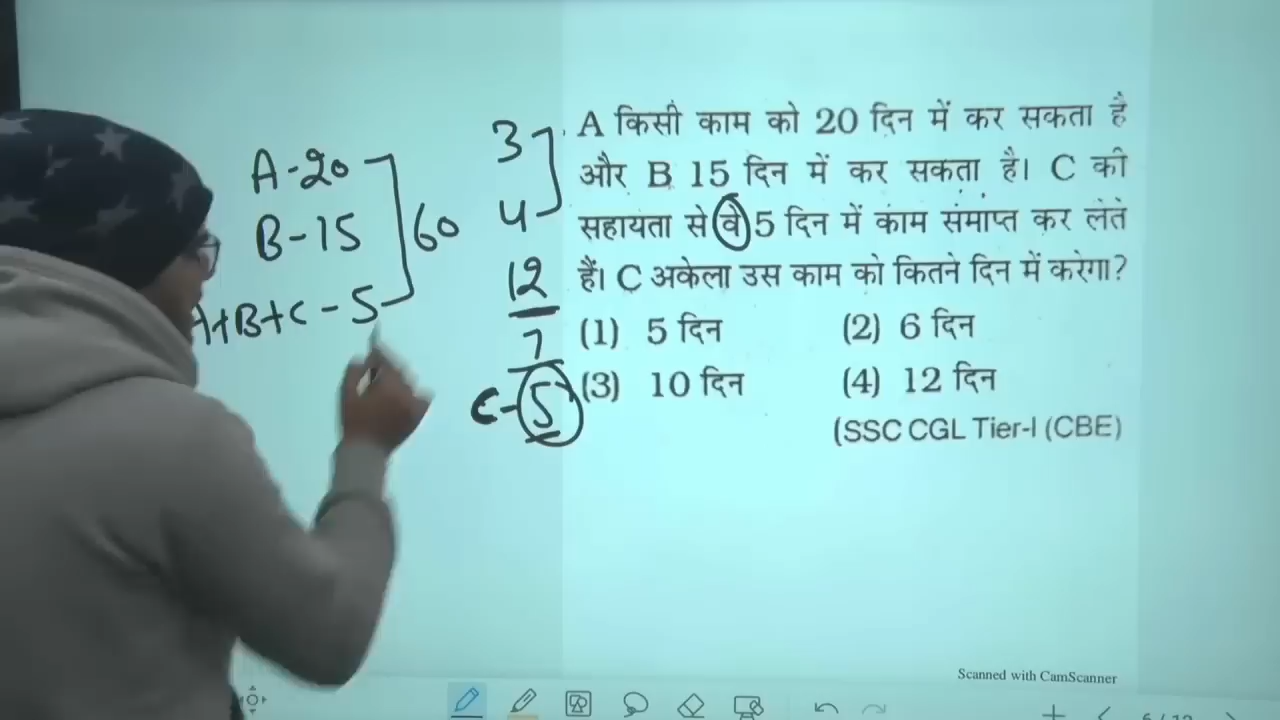 A-20
B-15
A+B+C-5
60
3
4
12
7
C-5
A किसी काम को 20 दिन में कर सकता है
और B 15 दिन में कर सकता है। C की
सहायता से वे 5 दिन में काम समाप्त कर लेते
हैं। C अकेला उस काम को कितने दिन में करेगा?
(1) 5 दिन (2) 6 दिन
(3) 10 दिन (4) 12 दिन
(SSC CGL Tier-I (CBE)
Scanned with CamScanner